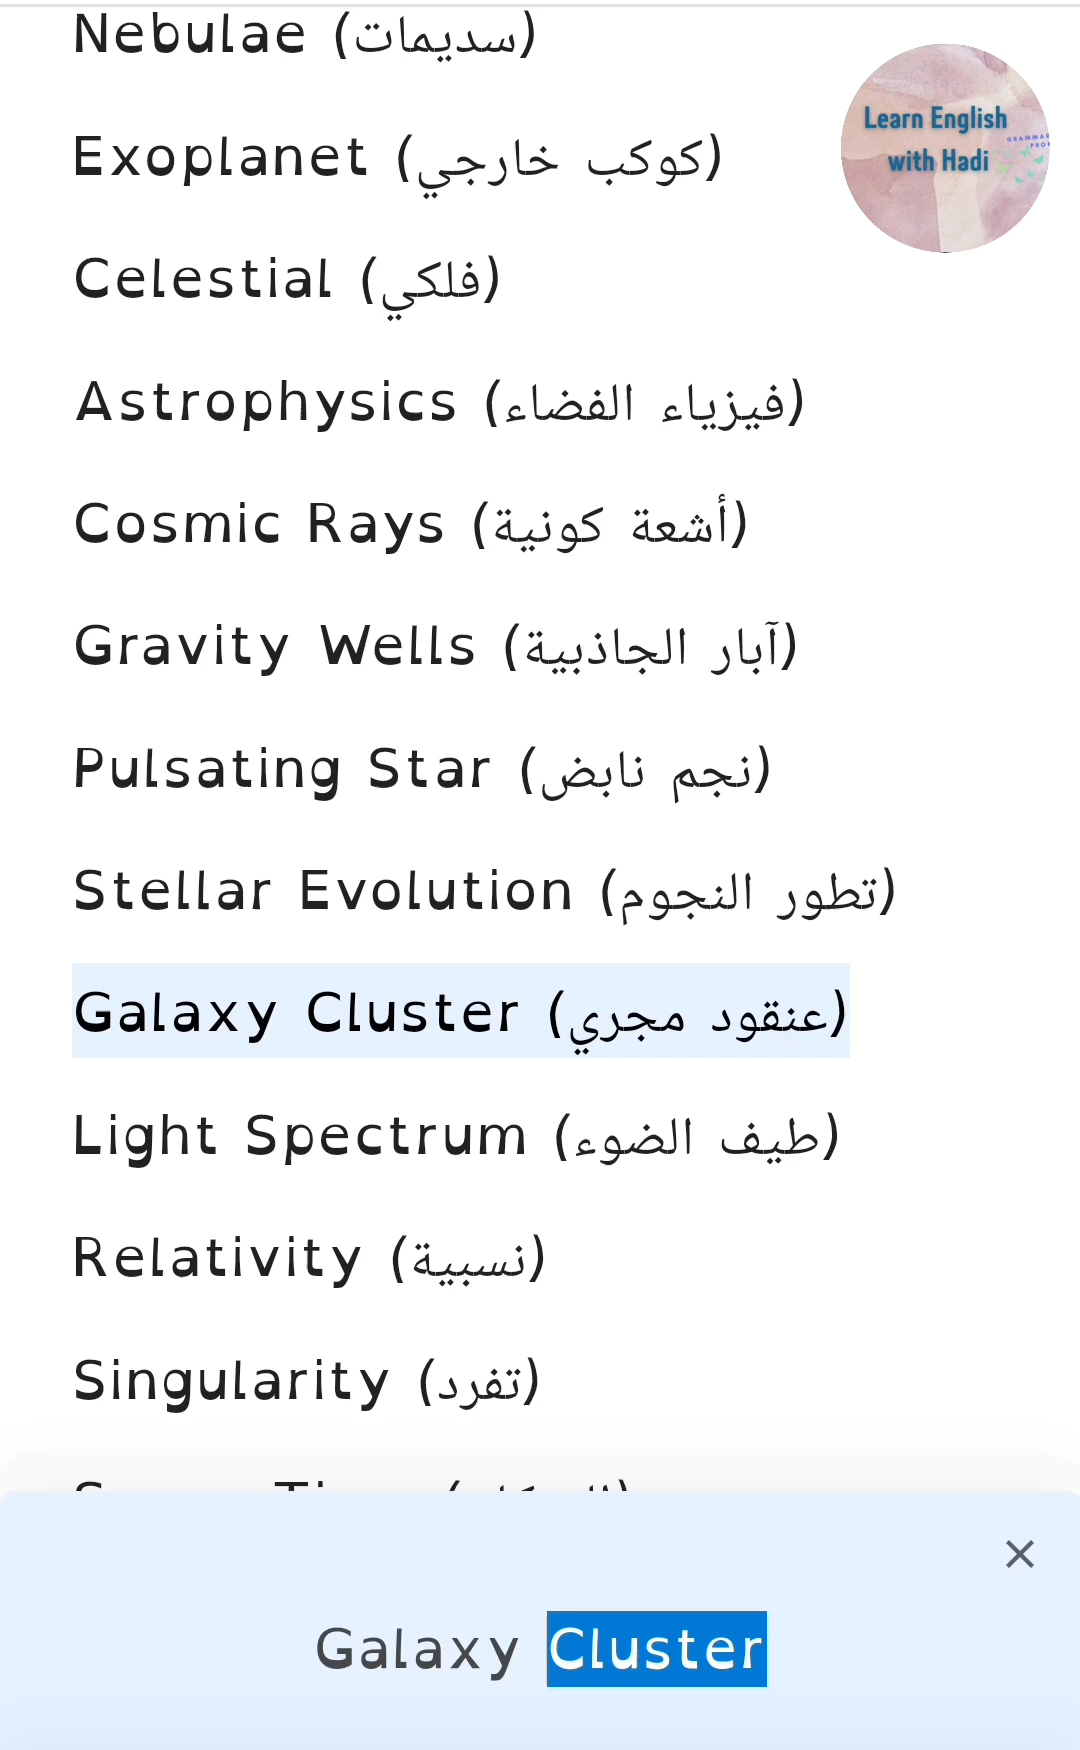 Nebulae (سديمات)
Learn English
with Hadi
Exoplanet (كوكب خارجي)
Celestial (فلكي)
Astrophysics (فيزياء الفضاء)
Cosmic Rays (أشعة كونية)
Gravity Wells (آبار الجاذبية)
Pulsating Star (نجم نابض)
Stellar Evolution (تطور النجوم)
Galaxy Cluster (عنقود مجري)
Light Spectrum (طيف الضوء)
Relativity (نسبية)
Singularity (تفرد)
Galaxy Cluster